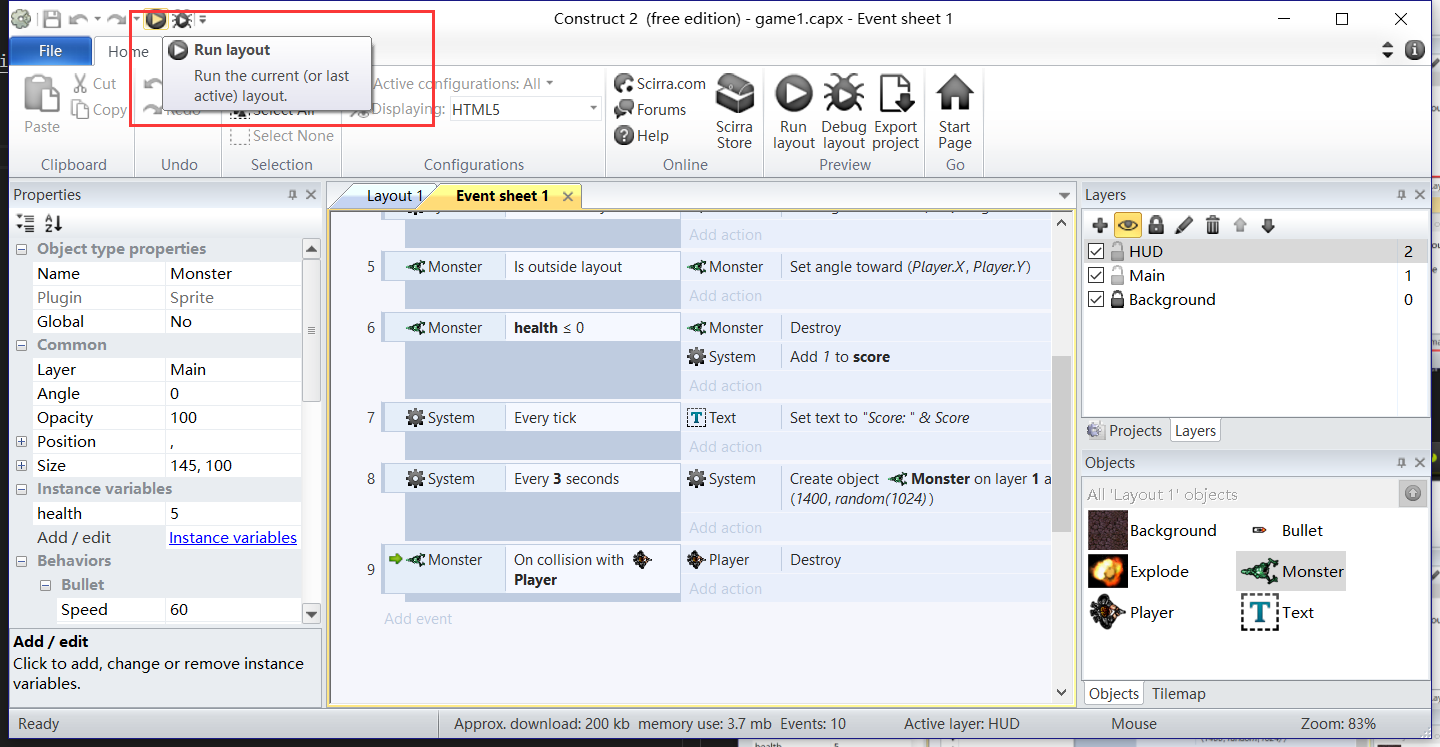 Construct 2 (free edition) - game1.capx - Event sheet 1
File
Home
Run layout
Run the current (or last
active) layout.
Paste
Cut
Copy
Redo
Select All
Select None
Active configurations: All
Displaying:
HTML5
Scirra.com
Forums
Help
Scirra
Store
Run
layout
Debug
layout
Export
project
Start
Page
Clipboard
Undo
Selection
Configurations
Online
Preview
Go
Properties
Object type properties
Name Monster
Plugin Sprite
Global No
Common
Layer Main
Angle 0
Opacity 100
Position ,
Size 145, 100
Instance variables
health 5
Add / edit Instance variables
Behaviors
Bullet
Speed 60
Add / edit
Click to add, change or remove instance
variables.
Layout 1
Event sheet 1
Add action
5 Monster Is outside layout Monster Set angle toward (Player.X, Player.Y)
Add action
6 Monster health ≤ 0 Monster Destroy
System Add 1 to score
Add action
7 System Every tick T Text Set text to "Score: " & Score
Add action
8 System Every 3 seconds System Create object Monster on layer 1 a
(1400, random(1024))
Add action
9 Monster On collision with
Player
Player Destroy
Add action
Add event
Layers
HUD 2
Main 1
Background 0
Projects
Layers
Objects
All 'Layout 1' objects
Background
Bullet
Explode
Monster
Player
T Text
Objects
Tilemap
Ready
Approx. download: 200 kb memory use: 3.7 mb Events: 10
Active layer: HUD
Mouse
Zoom: 83%